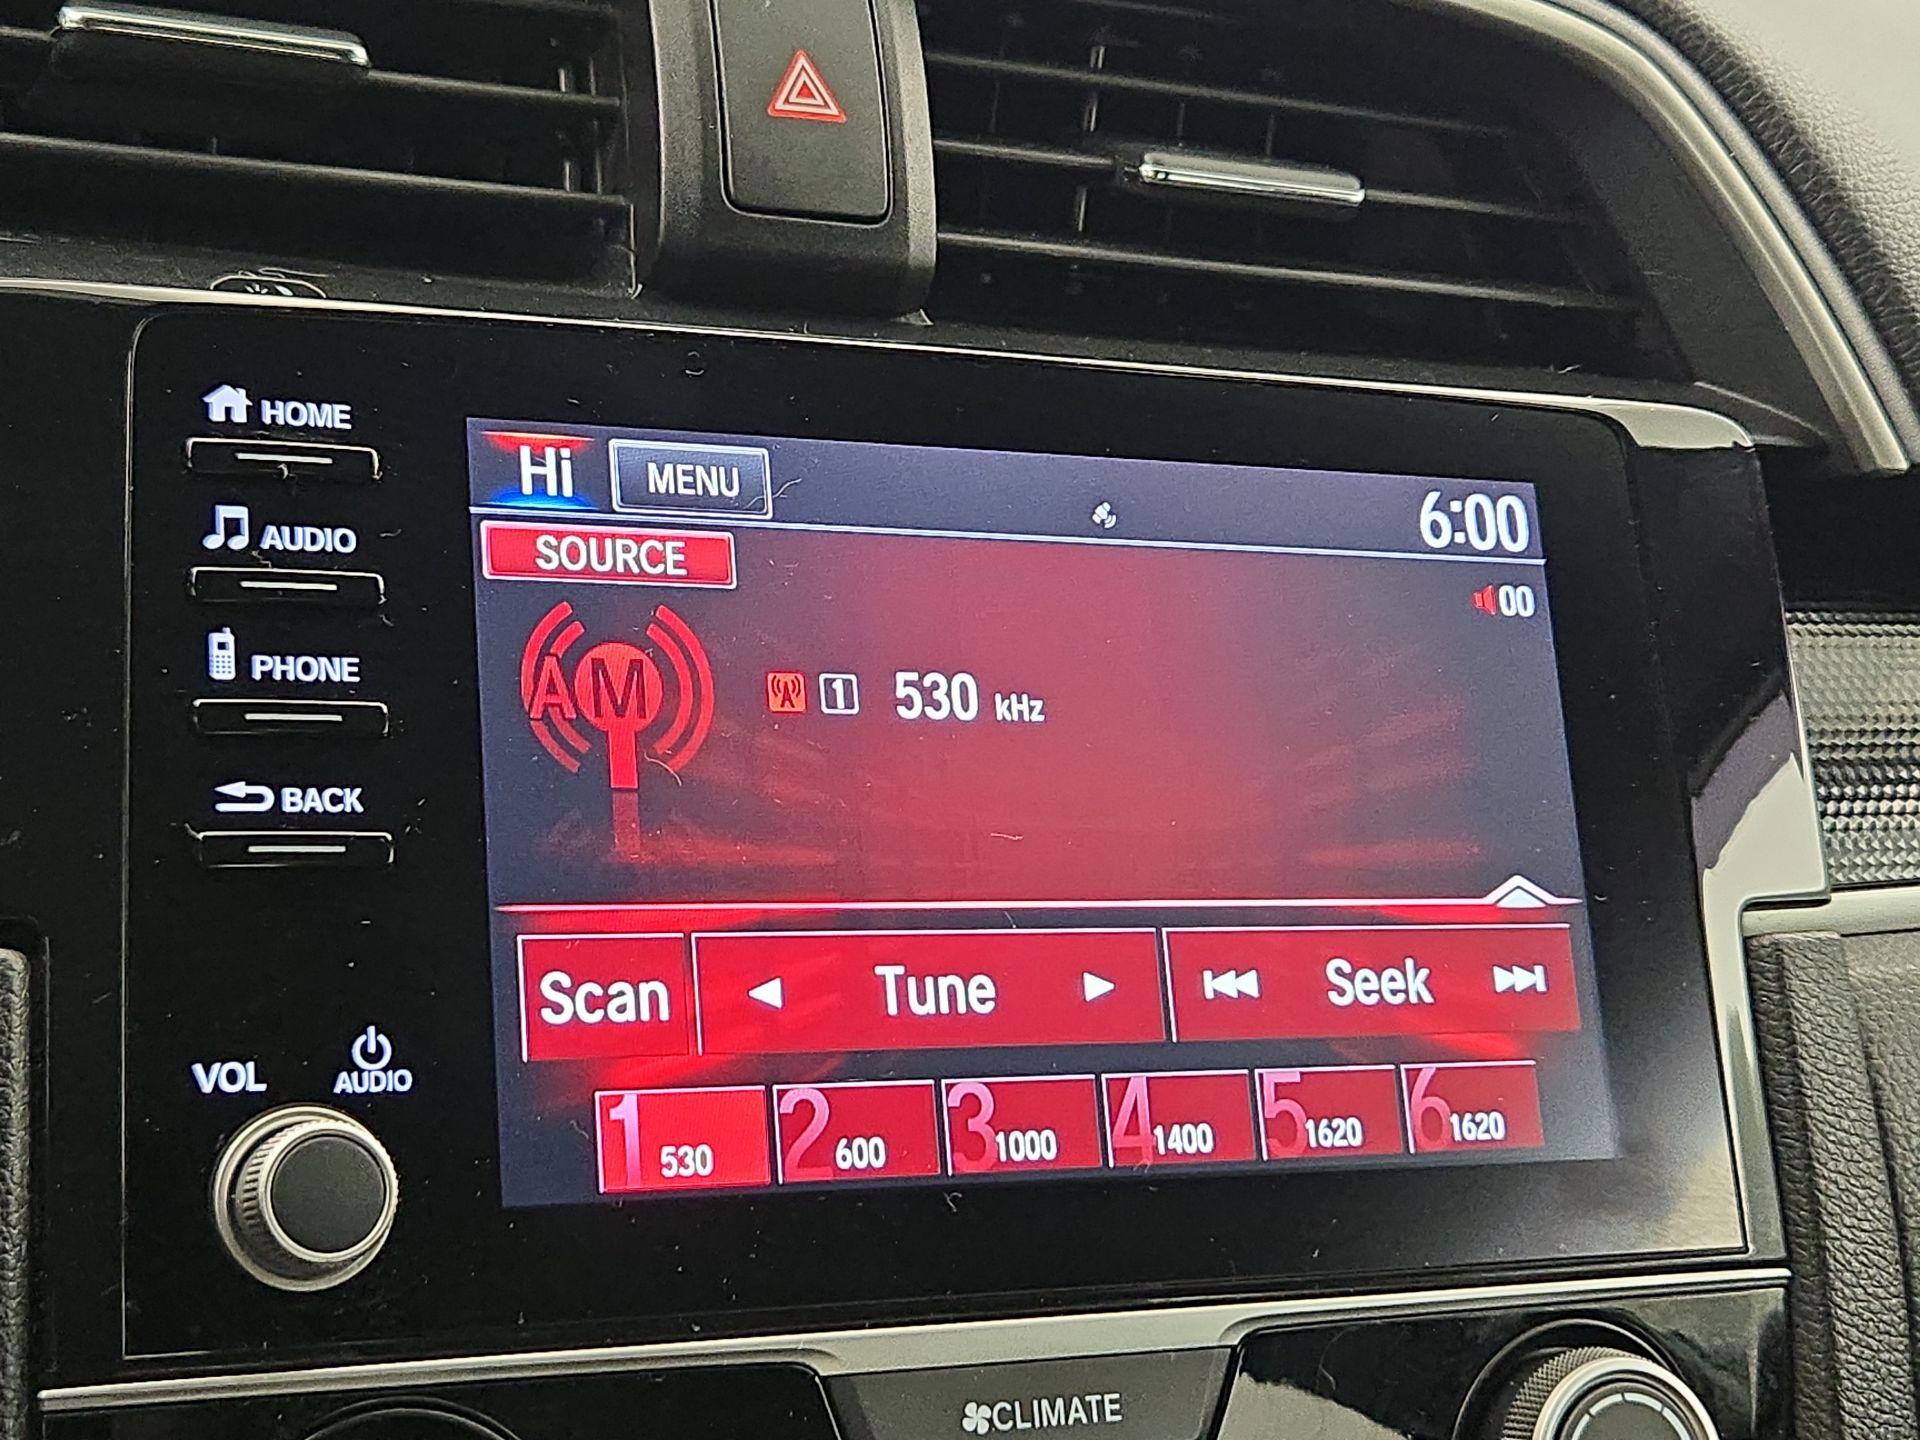 HOME
AUDIO
PHONE
BACK
VOL
AUDIO
Hi MENU 6:00
SOURCE
00
AM
1 530 kHz
Scan Tune Seek
1 530 2 600 3 1000 4 1400 5 1620 6 1620
CLIMATE